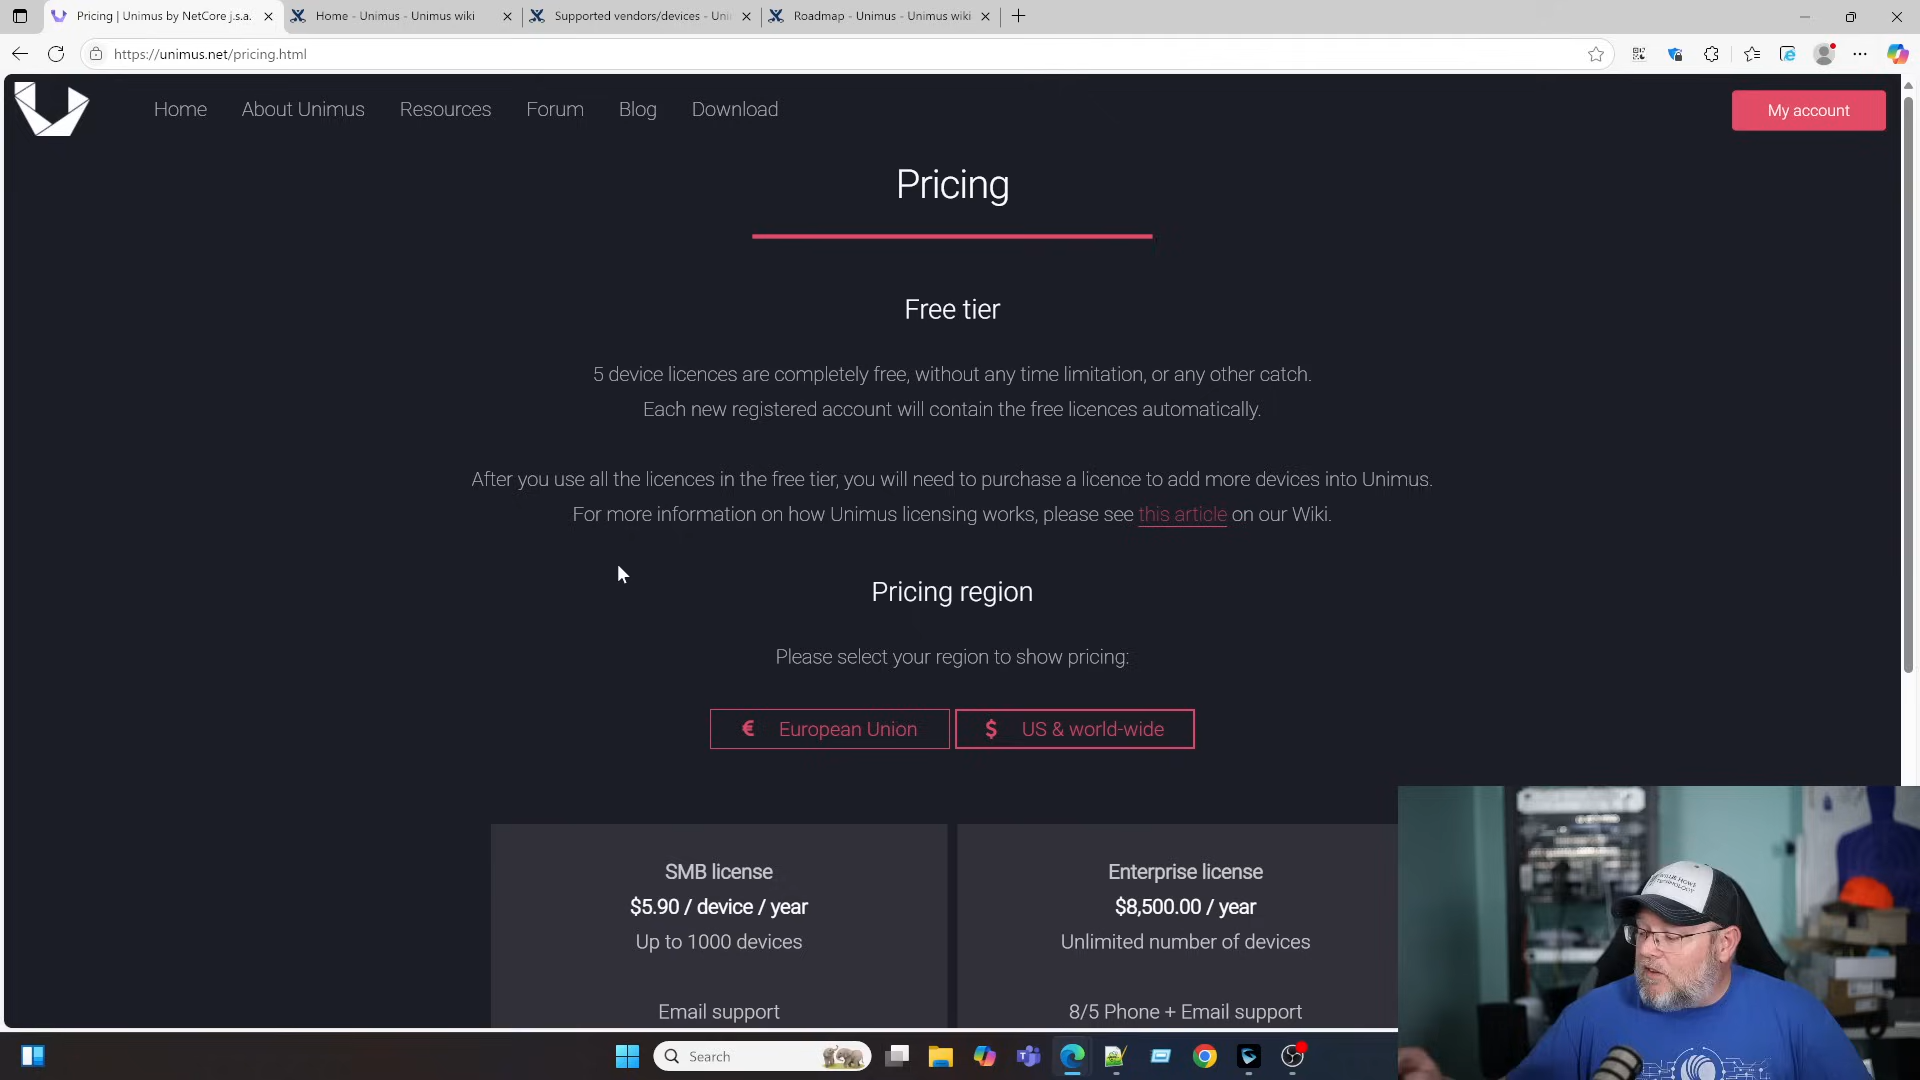 Pricing | Unimus by NetCore j.s.a.
Home - Unimus - Unimus wiki
Supported vendors/devices - Uni
Roadmap - Unimus - Unimus wiki
https://unimus.net/pricing.html
Home
About Unimus
Resources
Forum
Blog
Download
My account
Pricing
Free tier
5 device licences are completely free, without any time limitation, or any other catch.
Each new registered account will contain the free licences automatically.
After you use all the licences in the free tier, you will need to purchase a licence to add more devices into Unimus.
For more information on how Unimus licensing works, please see this article on our Wiki.
Pricing region
Please select your region to show pricing:
€ European Union
$ US & world-wide
SMB license
$5.90 / device / year
Up to 1000 devices
Email support
Enterprise license
$8,500.00 / year
Unlimited number of devices
8/5 Phone + Email support
WILLIE HOWE
TECHNOLOGY
Search